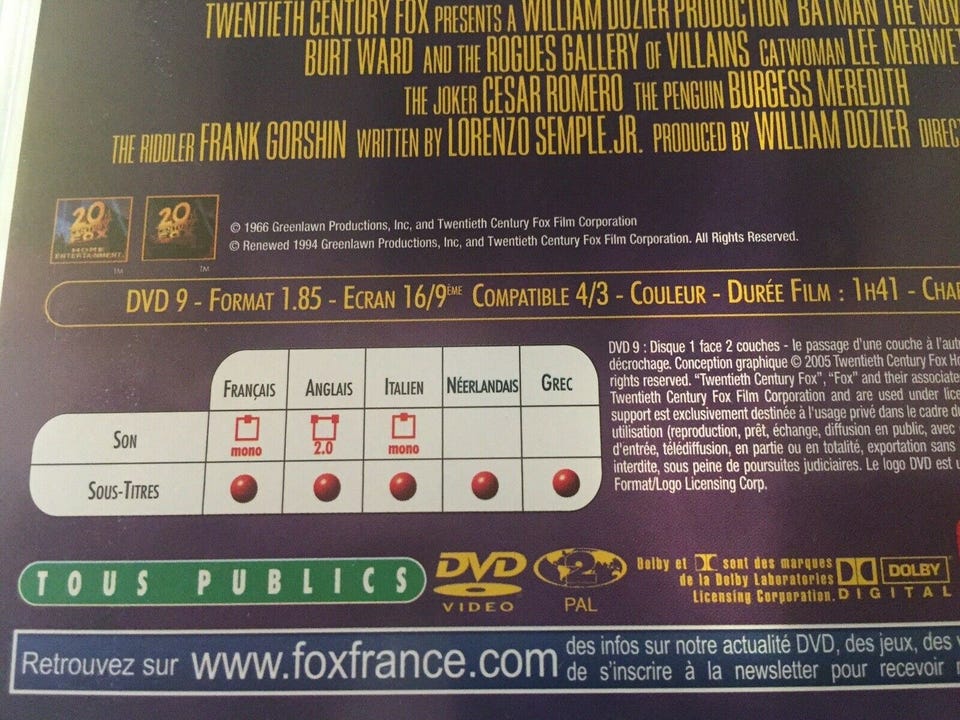 TWENTIETH CENTURY FOX PRESENTS A WILLIAM DOZIER PRODUCTION BATMAN THE
BURT WARD AND THE ROGUES GALLERY OF VILLAINS CATWOMAN LEE
THE JOKER CESAR ROMERO THE PENGUIN BURGESS MEREDITH
THE RIDDLER FRANK GORSHIN WRITTEN BY LORENZO SEMPLE.JR. PRODUCED BY WILLIAM DOZIER
20
HOME
ENTERTAINMENT.
TM
20
TM
© 1966 Greenlawn Productions, Inc, and Twentieth Century Fox Film Corporation
© Renewed 1994 Greenlawn Productions, Inc, and Twentieth Century Fox Film Corporation. All Rights Reserved.
DVD 9 - FORMAT 1.85 - ECRAN 16/9ÈME COMPATIBLE 4/3 - COULEUR - DURÉE FILM : 1H41 -
FRANÇAIS ANGLAIS ITALIEN NÉERLANDAIS GREC
SON mono 2.0 mono
SOUS-TITRES
DVD 9 : Disque 1 face 2 couches - le passage d'une couche à
décrochage. Conception graphique © 2005 Twentieth Century Fox
rights reserved. "Twentieth Century Fox", "Fox" and their
Twentieth Century Fox Film Corporation and are used under
support est exclusivement destinée à l'usage privé dans le cadre
utilisation (reproduction, prêt, échange, diffusion en public, avec
d'entrée, télédiffusion, en partie ou en totalité, exportation sans
interdite, sous peine de poursuites judiciaires. Le logo DVD est
Format/Logo Licensing Corp.
TOUS PUBLICS
DVD
VIDEO
2
PAL
Dolby et sont des marques
de la Dolby Laboratories
Licensing Corporation.
DOLBY
DIGITAL
Retrouvez sur www.foxfrance.com
des infos sur notre actualité DVD, des jeux, des
de s'inscrire à la newsletter pour recevoir